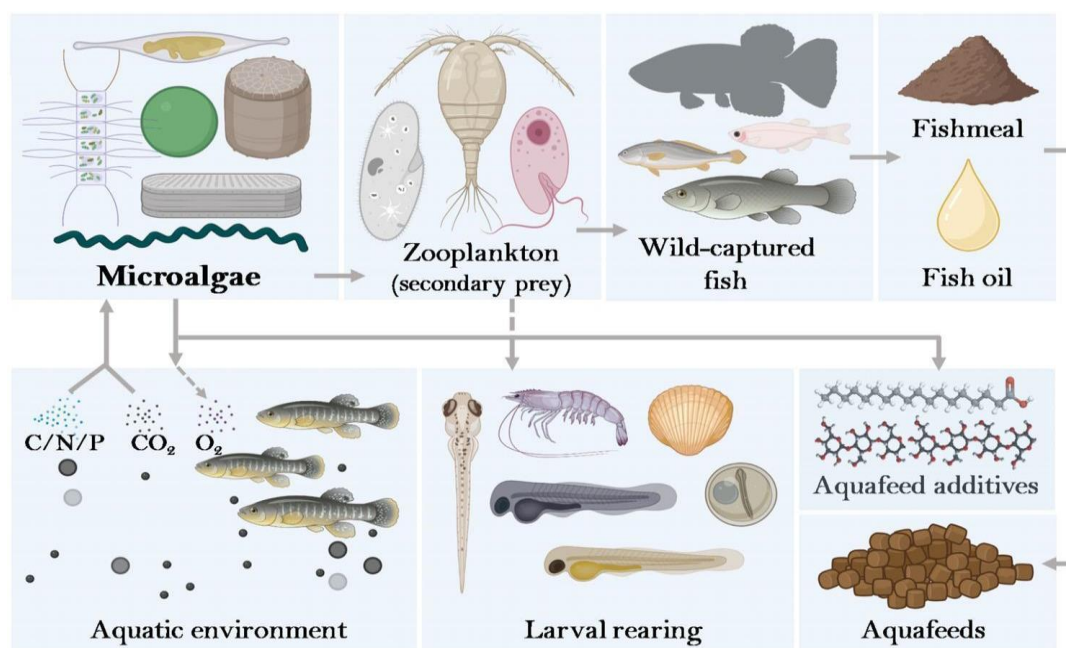 Microalgae
Zooplankton
(secondary prey)
Wild-captured
fish
Fishmeal
Fish oil
C/N/P
CO₂
O₂
Aquatic environment
Larval rearing
Aquafeed additives
Aquafeeds